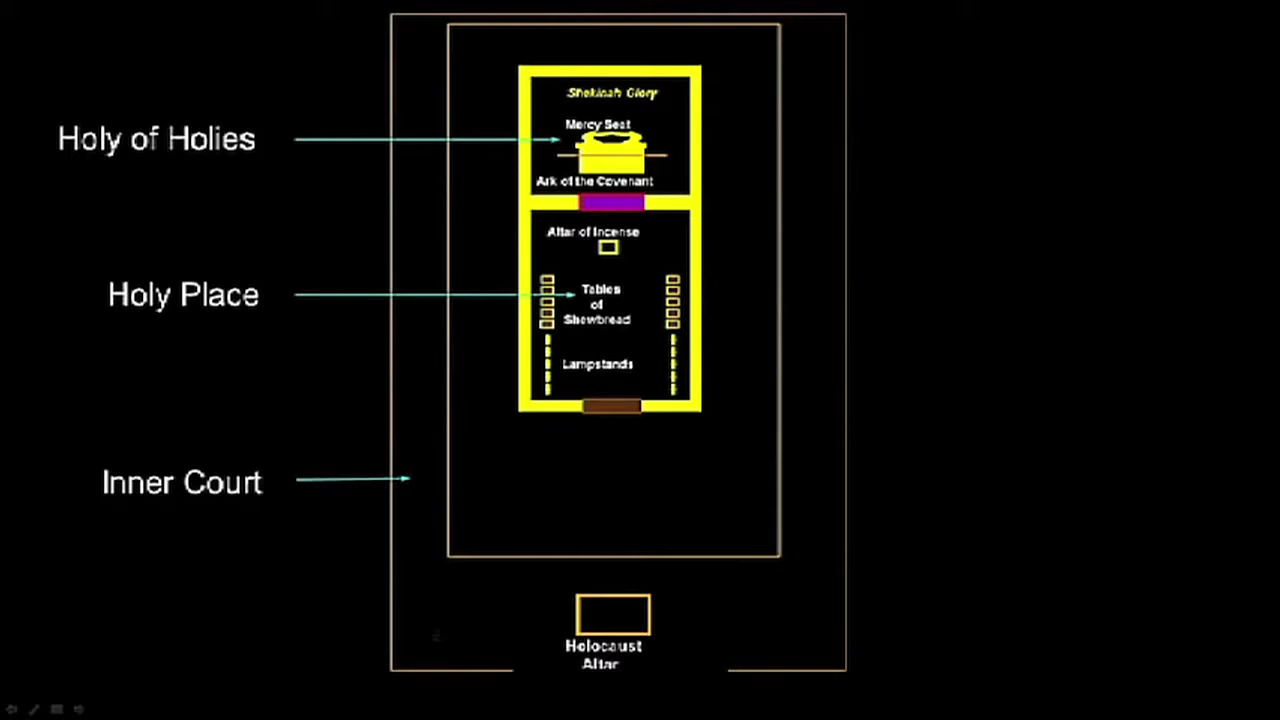 Shekinah Glory
Holy of Holies
Mercy Seat
Ark of the Covenant
Altar of Incense
Holy Place
Tables
of
Shewbread
Lampstands
Inner Court
Holocaust
Altar